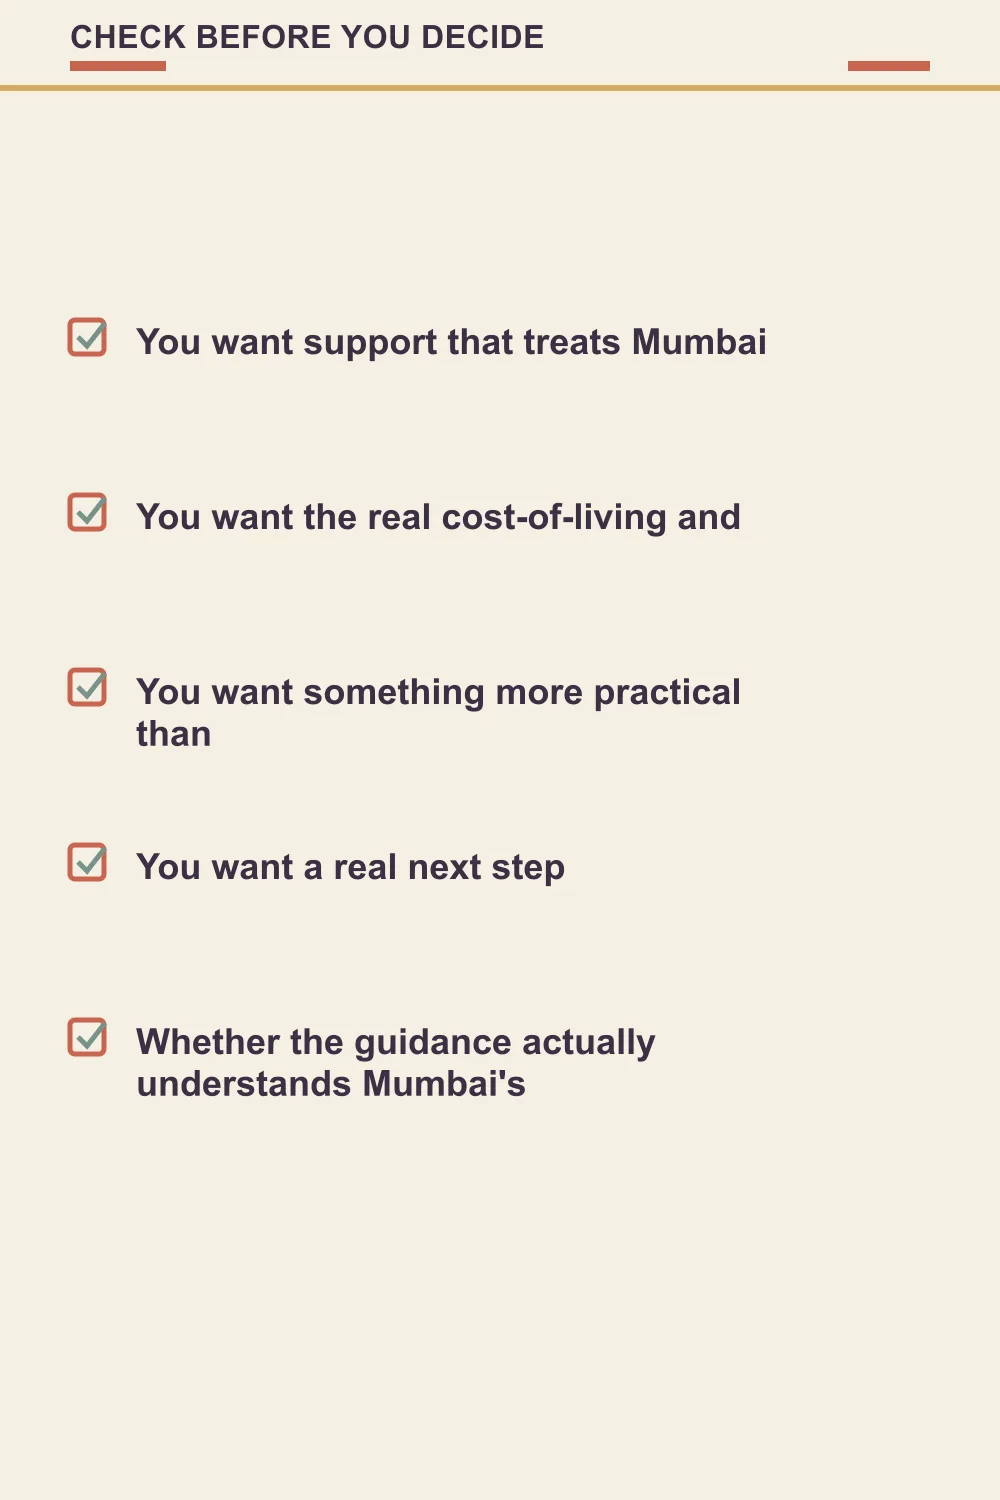 CHECK BEFORE YOU DECIDE
You want support that treats Mumbai
You want the real cost-of-living and
You want something more practical
than
You want a real next step
Whether the guidance actually
understands Mumbai's